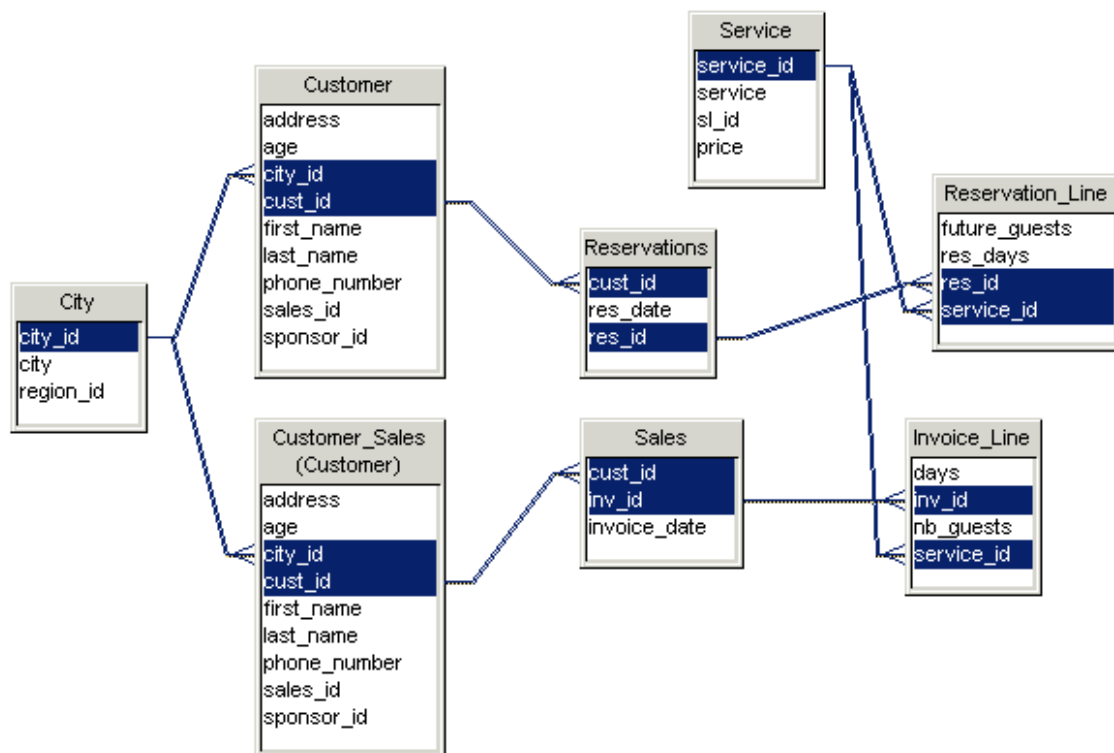 Service
service_id
service
sl_id
price
Customer
address
age
city_id
cust_id
first_name
last_name
phone_number
sales_id
sponsor_id
Reservation_Line
future_guests
res_days
res_id
service_id
Reservations
cust_id
res_date
res_id
City
city_id
city
region_id
Customer_Sales
(Customer)
address
age
city_id
cust_id
first_name
last_name
phone_number
sales_id
sponsor_id
Sales
cust_id
inv_id
invoice_date
Invoice_Line
days
inv_id
nb_guests
service_id